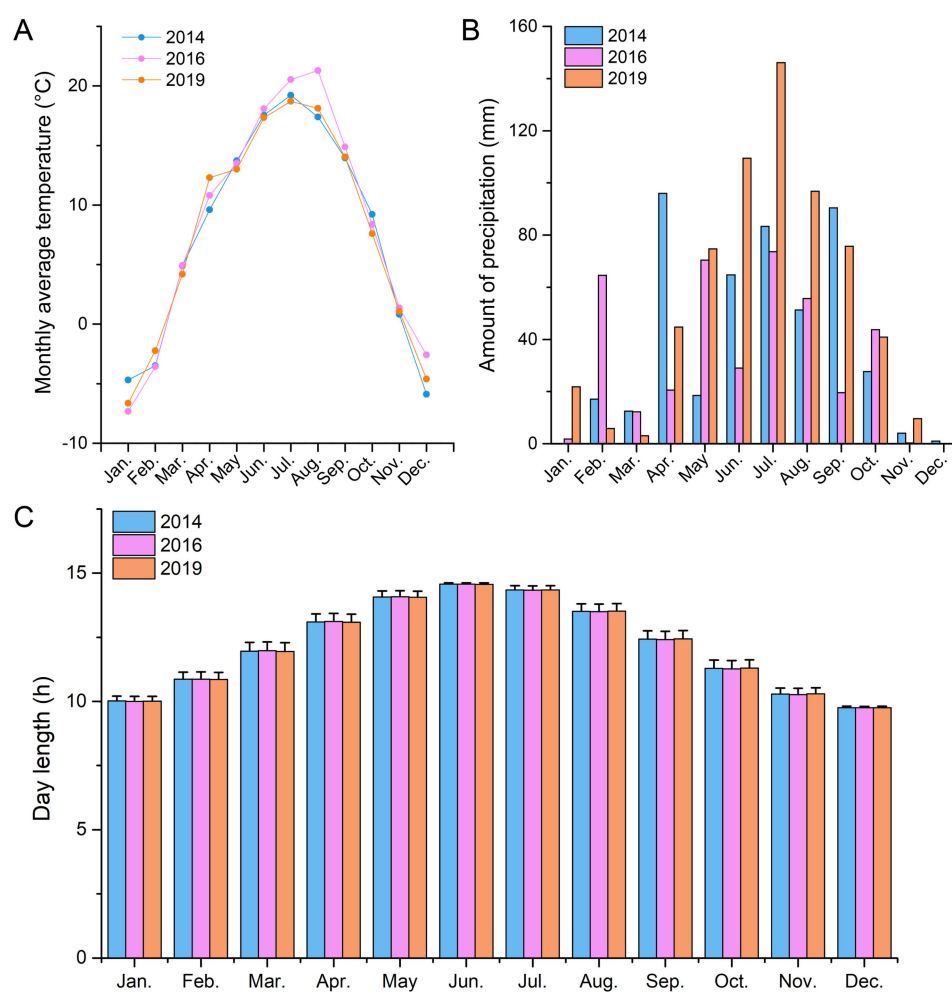 A
2014
2016
2019
Monthly average temperature (°C)
20
10
0
-10
Jan. Feb. Mar. Apr. May Jun. Jul. Aug. Sep. Oct. Nov. Dec.
B
2014
2016
2019
Amount of precipitation (mm)
160
120
80
40
0
Jan. Feb. Mar. Apr. May Jun. Jul. Aug. Sep. Oct. Nov. Dec.
C
2014
2016
2019
Day length (h)
15
10
5
0
Jan. Feb. Mar. Apr. May Jun. Jul. Aug. Sep. Oct. Nov. Dec.